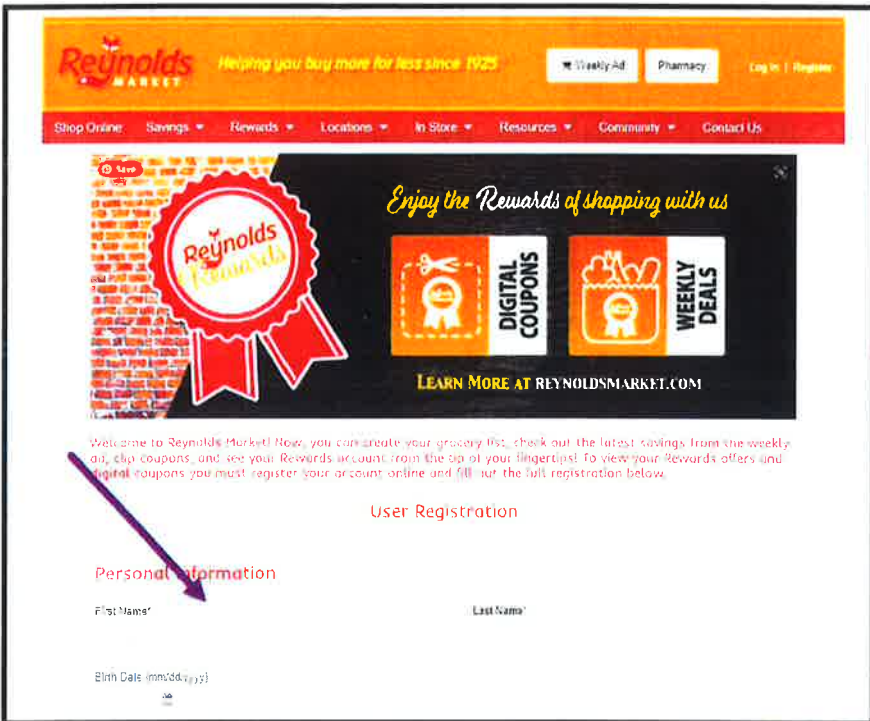 Reynolds
MARKET
Helping you buy more for less since 1925
Weekly Ad
Pharmacy
Log In | Register
Shop Online
Savings
Rewards
Locations
In Store
Resources
Community
Contact Us
Save
Reynolds
Rewards
Enjoy the Rewards of shopping with us
DIGITAL
COUPONS
WEEKLY
DEALS
LEARN MORE AT REYNOLDSMARKET.COM
Welcome to Reynolds Market! Now, you can create your grocery list, check out the latest savings from the weekly
ad, clip coupons, and see your Rewards account from the tip of your fingertips! To view your Rewards offers and
digital coupons you must register your account online and fill out the full registration below.
User Registration
Personal Information
First Name*
Last Name*
Birth Date (mm/dd/yyyy)